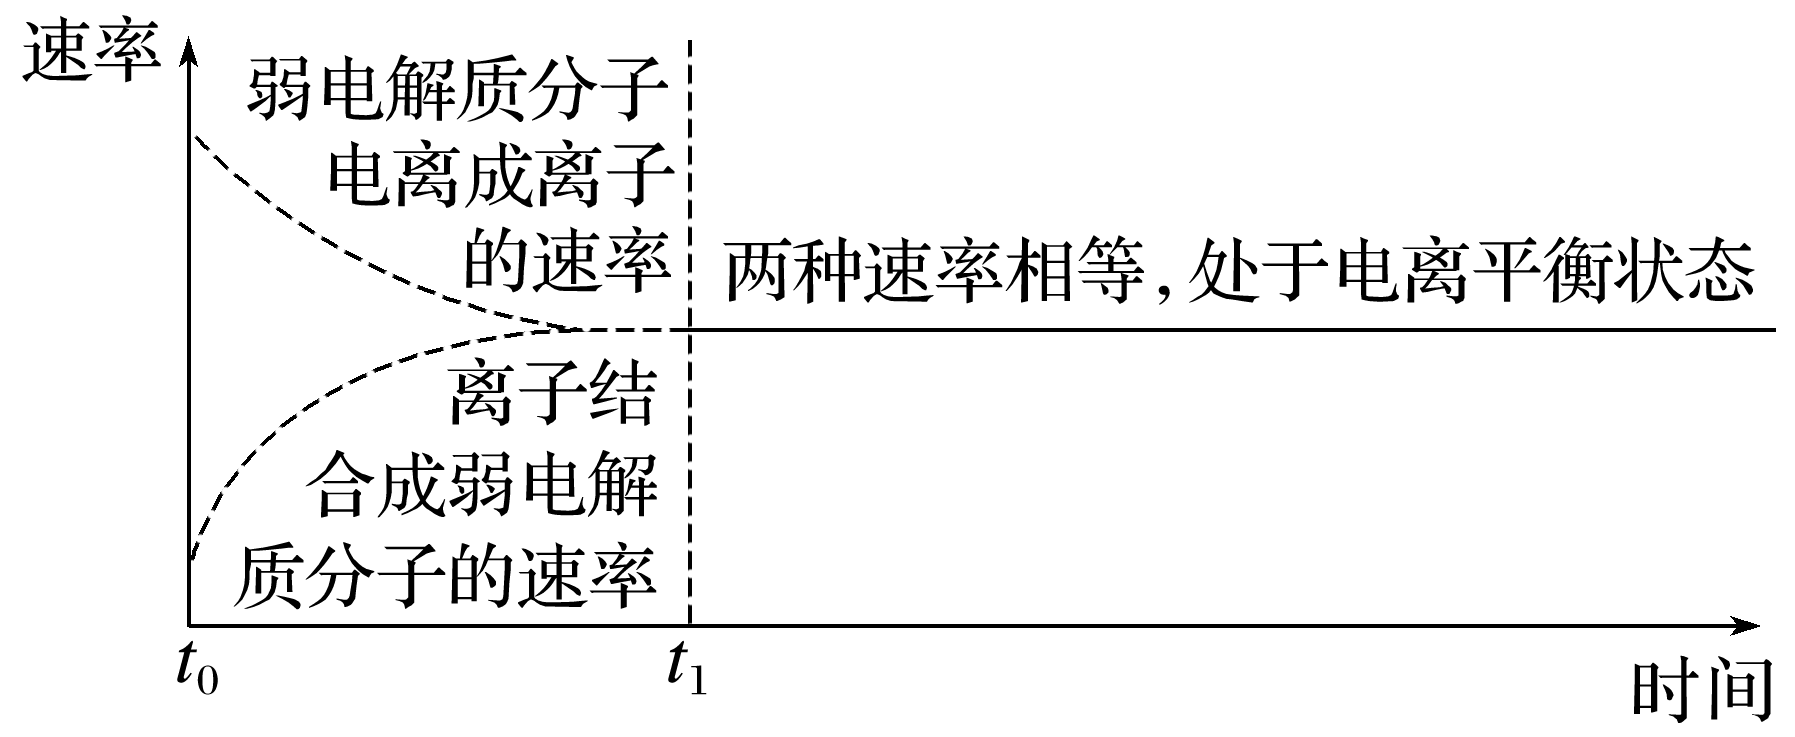 速率
弱电解质分子
电离成离子
的速率
两种速率相等,处于电离平衡状态
离子结
合成弱电解
质分子的速率
t₀
t₁
时间